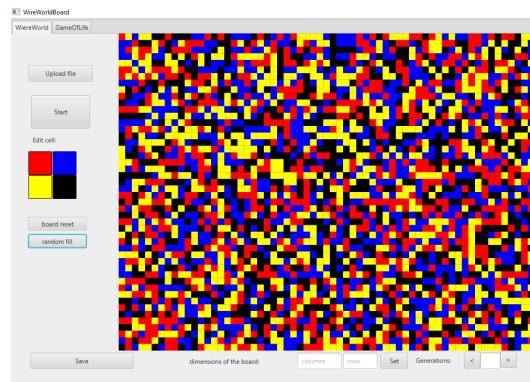 WireWorldBoard
WiereWorld GameOfLife
Upload file
Start
Edit cell:
board reset
random fill
Save dimensions of the board: columns rows Set Generations: < >